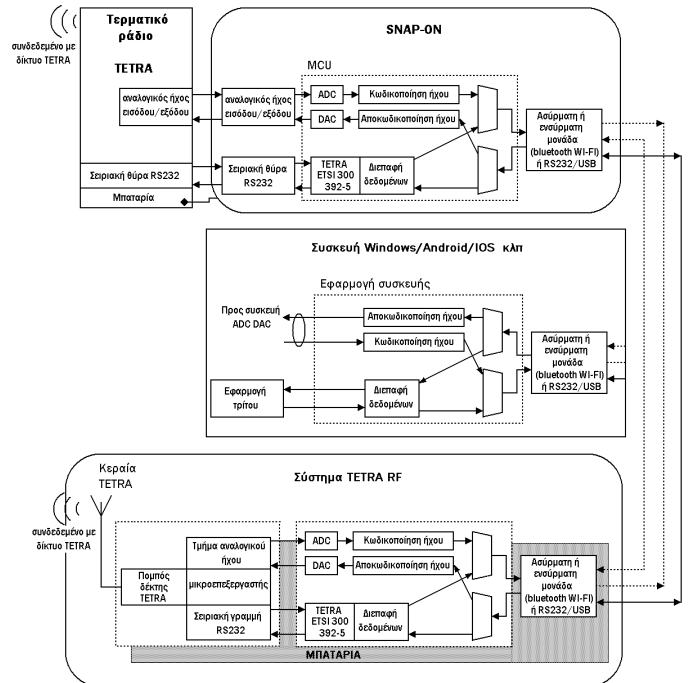 συνδεδεμένο με
δίκτυο TETRA
Τερματικό
ράδιο
TETRA
αναλογικός ήχος
εισόδου/εξόδου
Σειριακή θύρα RS232
Μπαταρία
SNAP-ON
MCU
αναλογικός ήχος
εισόδου/εξόδου
ADC
Κωδικοποίηση ήχου
DAC
Αποκωδικοποίηση ήχου
Σειριακή θύρα
RS232
TETRA
ETSI 300
392-5
Διεπαφή
δεδομένων
Ασύρματη ή
ενσύρματη
μονάδα
(bluetooth WI-FI)
ή RS232/USB
Συσκευή Windows/Android/IOS κλπ
Εφαρμογή συσκευής
Προς συσκευή
ADC DAC
Αποκωδικοποίηση ήχου
Κωδικοποίηση ήχου
Εφαρμογή
τρίτου
Διεπαφή
δεδομένων
Ασύρματη ή
ενσύρματη
μονάδα
(bluetooth WI-FI)
ή RS232/USB
Σύστημα TETRA RF
Κεραία
TETRA
συνδεδεμένο με
δίκτυο TETRA
Πομπός
δέκτης
TETRA
Τμήμα αναλογικού
ήχου
μικροεπεξεργαστής
Σειριακή γραμμή
RS232
ADC
Κωδικοποίηση ήχου
DAC
Αποκωδικοποίηση ήχου
TETRA
ETSI 300
392-5
Διεπαφή
δεδομένων
Ασύρματη ή
ενσύρματη
μονάδα
(bluetooth WI-FI)
ή RS232/USB
ΜΠΑΤΑΡΙΑ